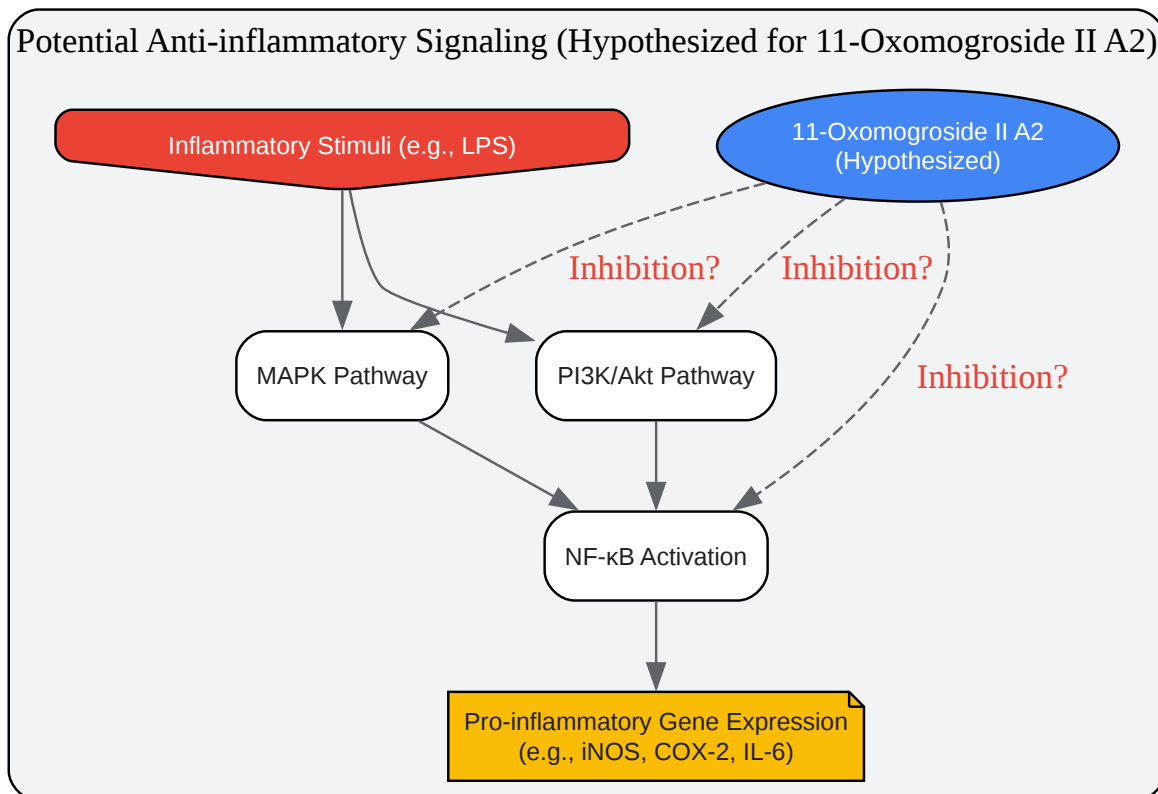 Potential Anti-inflammatory Signaling (Hypothesized for 11-Oxomogroside II A2)
Inflammatory Stimuli (e.g., LPS)
11-Oxomogroside II A2
(Hypothesized)
Inhibition?
Inhibition?
MAPK Pathway
PI3K/Akt Pathway
Inhibition?
NF-κB Activation
Pro-inflammatory Gene Expression
(e.g., iNOS, COX-2, IL-6)